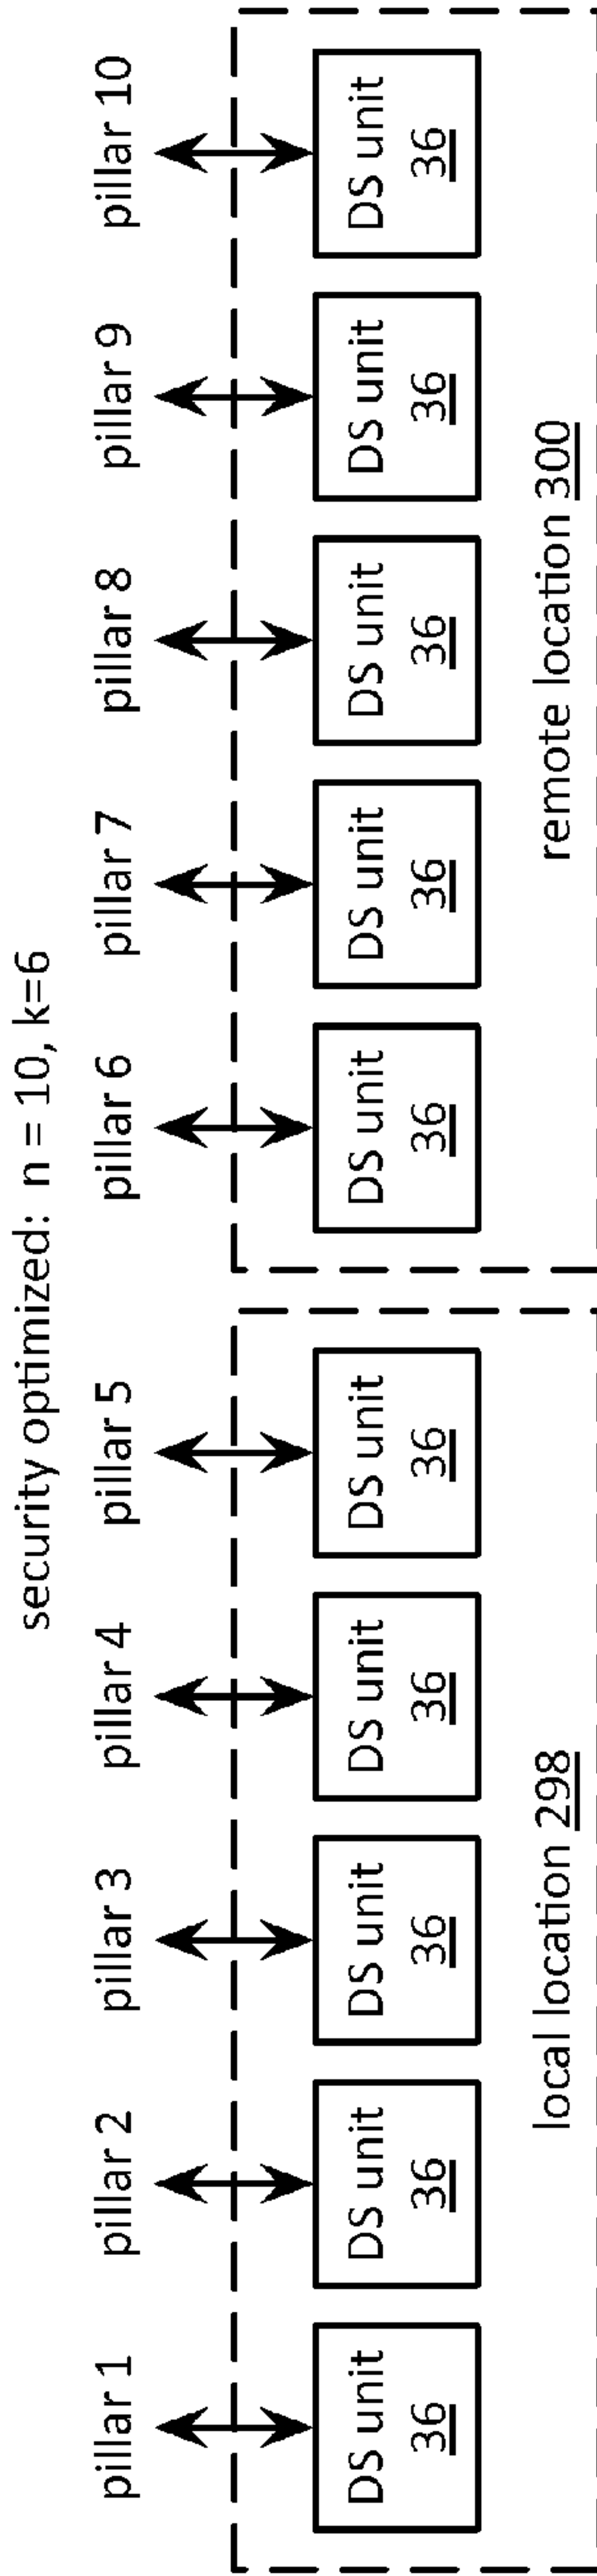 security optimized: n = 10, k=6
pillar 1 pillar 2 pillar 3 pillar 4 pillar 5 pillar 6 pillar 7 pillar 8 pillar 9 pillar 10
DS unit DS unit DS unit DS unit DS unit DS unit DS unit DS unit DS unit DS unit
36 36 36 36 36 36 36 36 36 36
local location 298 remote location 300